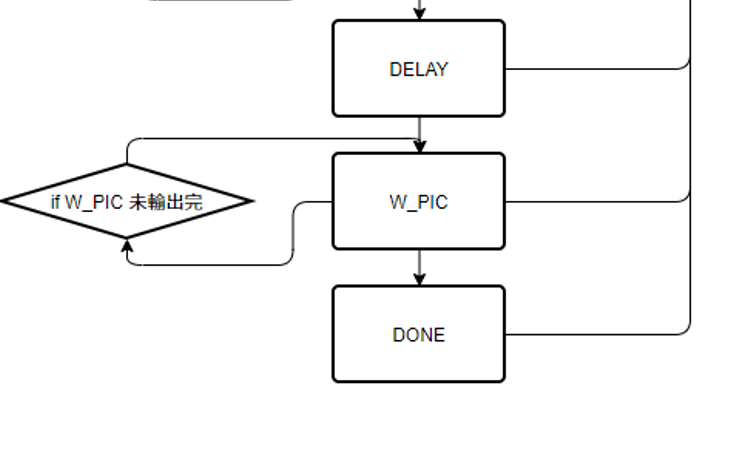 DELAY
if W_PIC 未輸出完
W_PIC
DONE